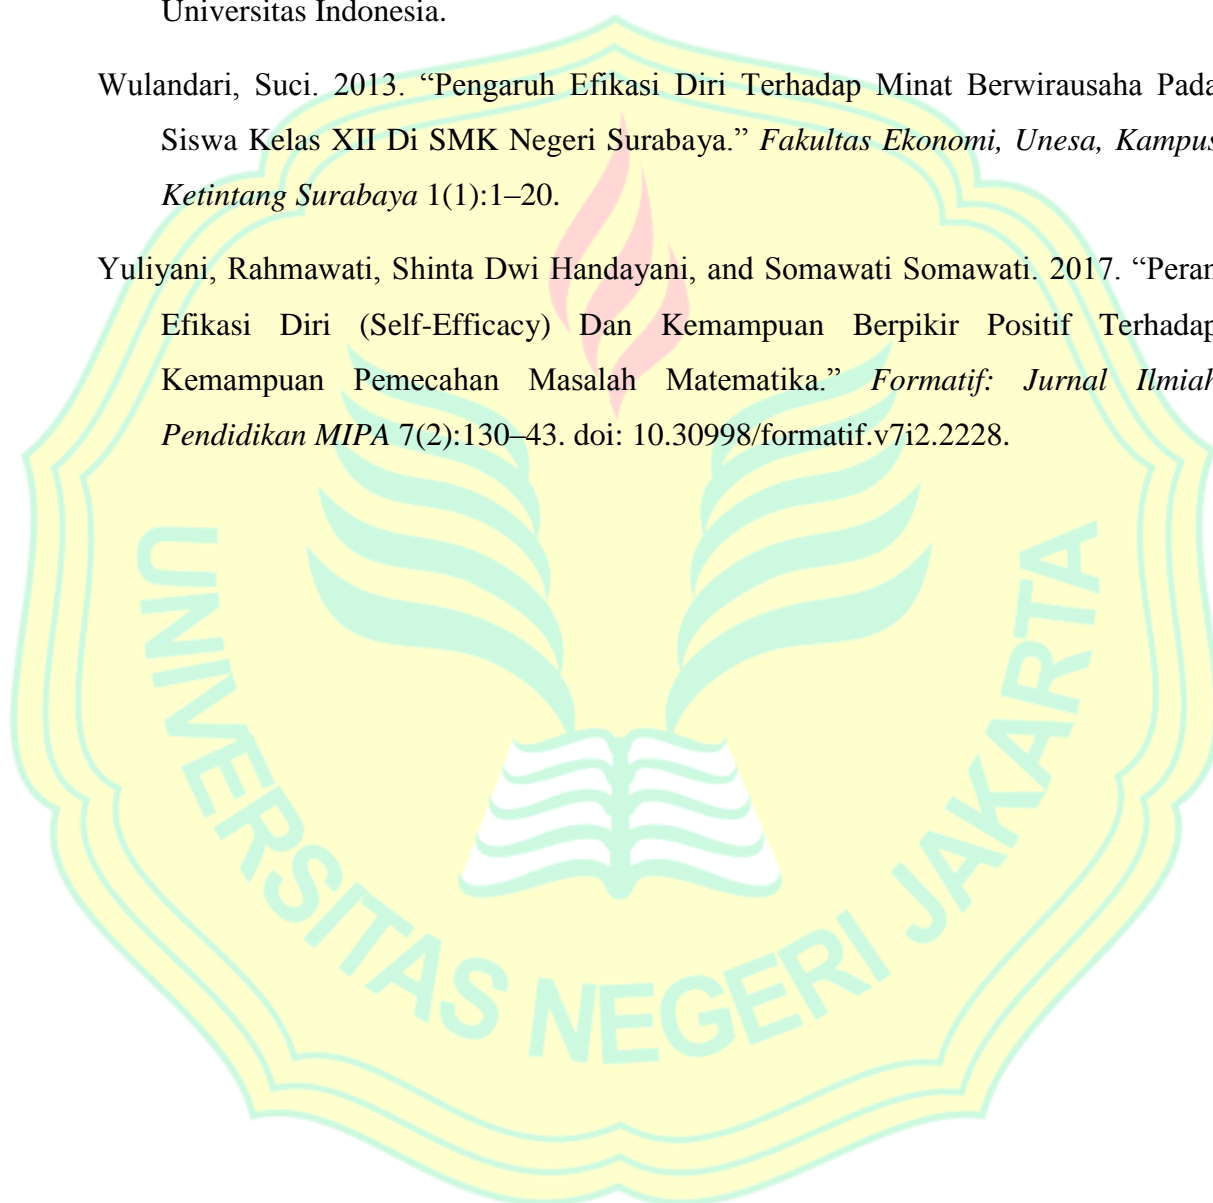 Universitas Indonesia.
Wulandari, Suci. 2013. “Pengaruh Efikasi Diri Terhadap Minat Berwirausaha Pada
Siswa Kelas XII Di SMK Negeri Surabaya.” Fakultas Ekonomi, Unesa, Kampus
Ketintang Surabaya 1(1):1–20.
Yuliyani, Rahmawati, Shinta Dwi Handayani, and Somawati Somawati. 2017. “Peran
Efikasi Diri (Self-Efficacy) Dan Kemampuan Berpikir Positif Terhadap
Kemampuan Pemecahan Masalah Matematika.” Formatif: Jurnal Ilmiah
Pendidikan MIPA 7(2):130–43. doi: 10.30998/formatif.v7i2.2228.
UNIVERSITAS NEGERI JAKARTA